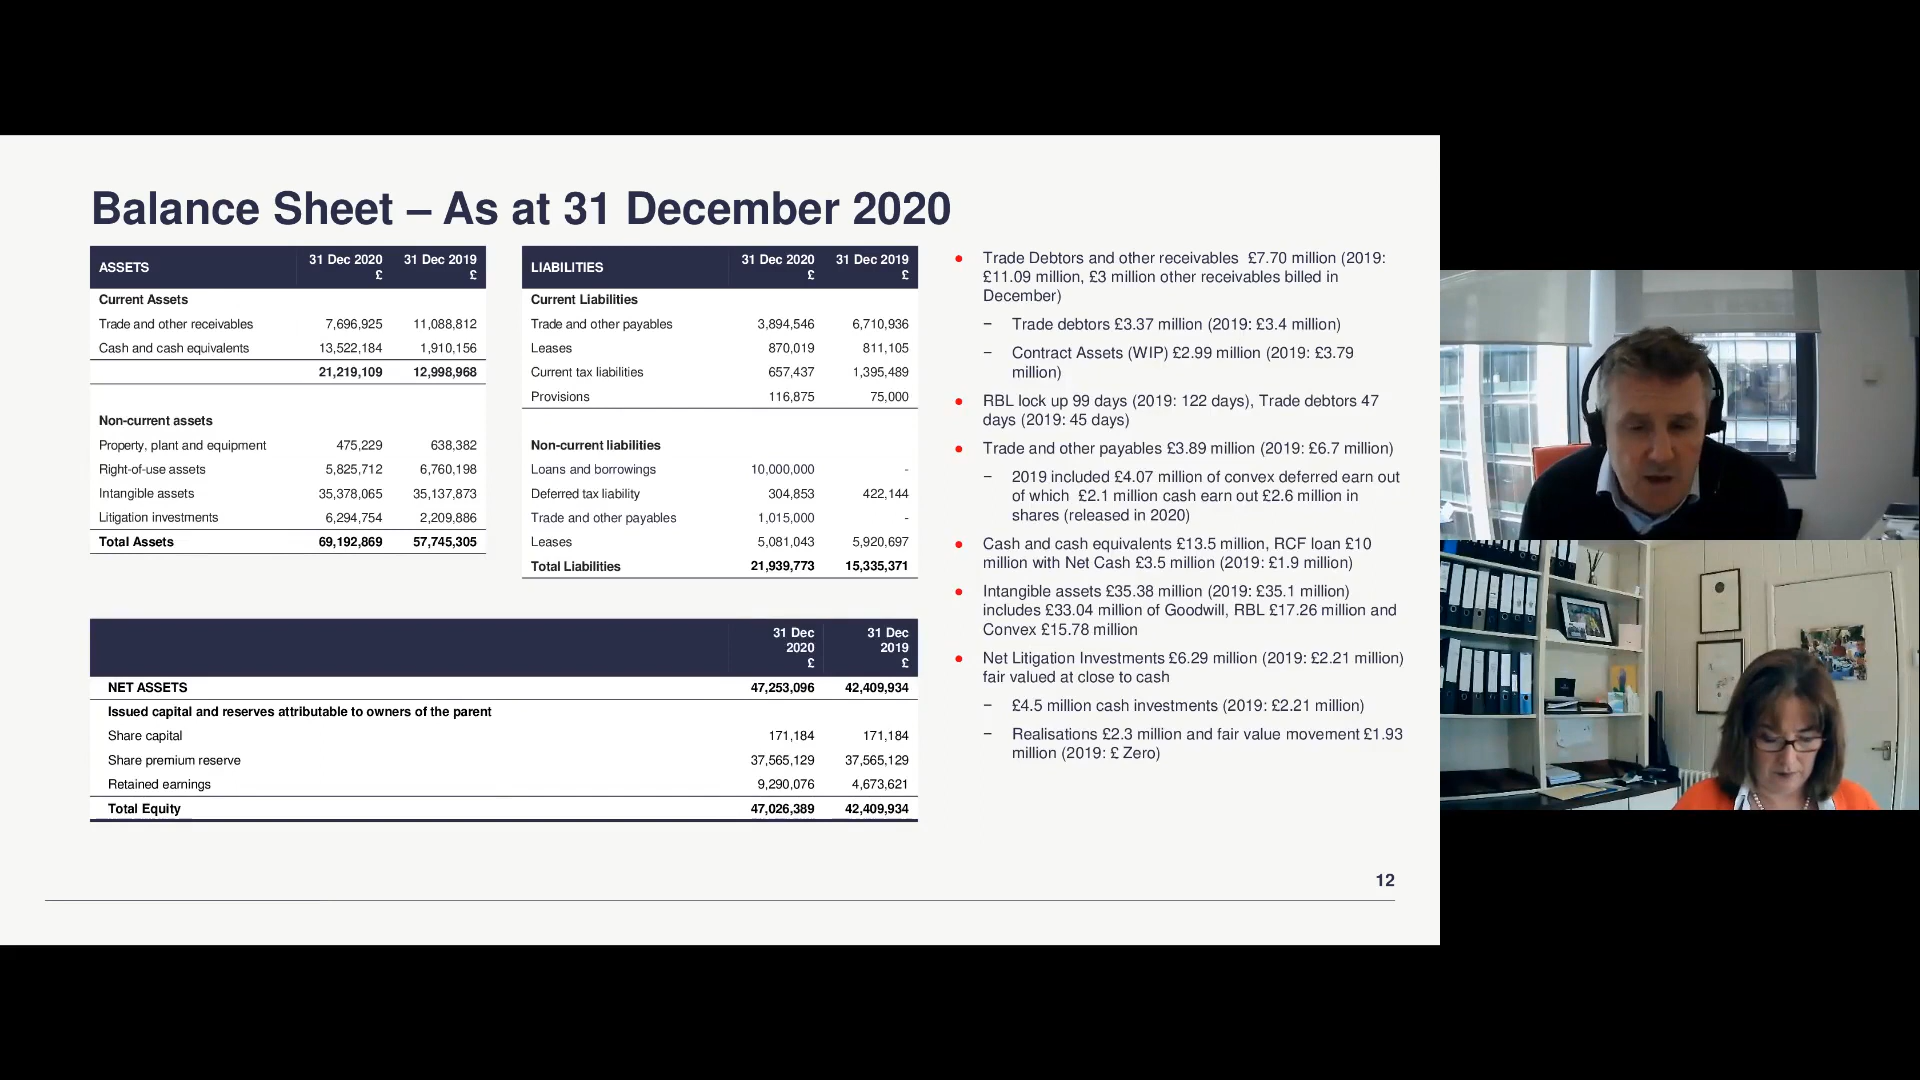 Balance Sheet – As at 31 December 2020
ASSETS 31 Dec 2020 £ 31 Dec 2019 £
Current Assets
Trade and other receivables 7,696,925 11,088,812
Cash and cash equivalents 13,522,184 1,910,156
21,219,109 12,998,968
Non-current assets
Property, plant and equipment 475,229 638,382
Right-of-use assets 5,825,712 6,760,198
Intangible assets 35,378,065 35,137,873
Litigation investments 6,294,754 2,209,886
Total Assets 69,192,869 57,745,305
LIABILITIES 31 Dec 2020 £ 31 Dec 2019 £
Current Liabilities
Trade and other payables 3,894,546 6,710,936
Leases 870,019 811,105
Current tax liabilities 657,437 1,395,489
Provisions 116,875 75,000
Non-current liabilities
Loans and borrowings 10,000,000 -
Deferred tax liability 304,853 422,144
Trade and other payables 1,015,000 -
Leases 5,081,043 5,920,697
Total Liabilities 21,939,773 15,335,371
31 Dec 2020 £ 31 Dec 2019 £
NET ASSETS 47,253,096 42,409,934
Issued capital and reserves attributable to owners of the parent
Share capital 171,184 171,184
Share premium reserve 37,565,129 37,565,129
Retained earnings 9,290,076 4,673,621
Total Equity 47,026,389 42,409,934
● Trade Debtors and other receivables £7.70 million (2019:
£11.09 million, £3 million other receivables billed in
December)
− Trade debtors £3.37 million (2019: £3.4 million)
− Contract Assets (WIP) £2.99 million (2019: £3.79
million)
● RBL lock up 99 days (2019: 122 days), Trade debtors 47
days (2019: 45 days)
● Trade and other payables £3.89 million (2019: £6.7 million)
− 2019 included £4.07 million of convex deferred earn out
of which £2.1 million cash earn out £2.6 million in
shares (released in 2020)
● Cash and cash equivalents £13.5 million, RCF loan £10
million with Net Cash £3.5 million (2019: £1.9 million)
● Intangible assets £35.38 million (2019: £35.1 million)
includes £33.04 million of Goodwill, RBL £17.26 million and
Convex £15.78 million
● Net Litigation Investments £6.29 million (2019: £2.21 million)
fair valued at close to cash
− £4.5 million cash investments (2019: £2.21 million)
− Realisations £2.3 million and fair value movement £1.93
million (2019: £ Zero)
12